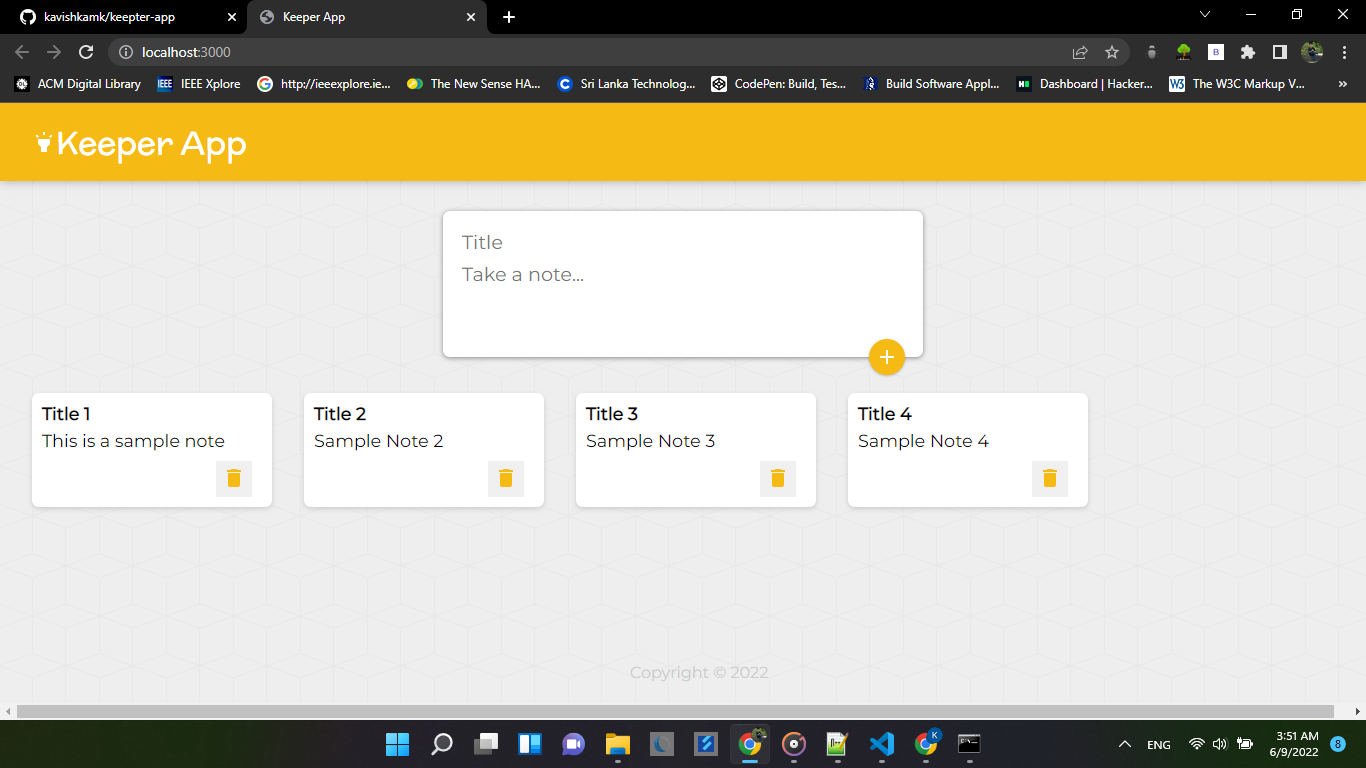 kavishkamk/keepter-app
Keeper App
localhost:3000
ACM Digital Library
IEEE Xplore
http://ieeexplore.ie...
The New Sense HA...
Sri Lanka Technolog...
CodePen: Build, Tes...
Build Software Appl...
Dashboard | Hacker...
The W3C Markup V...
Keeper App
Title
Take a note...
Title 1
This is a sample note
Title 2
Sample Note 2
Title 3
Sample Note 3
Title 4
Sample Note 4
Copyright © 2022
ENG
3:51 AM
6/9/2022
8